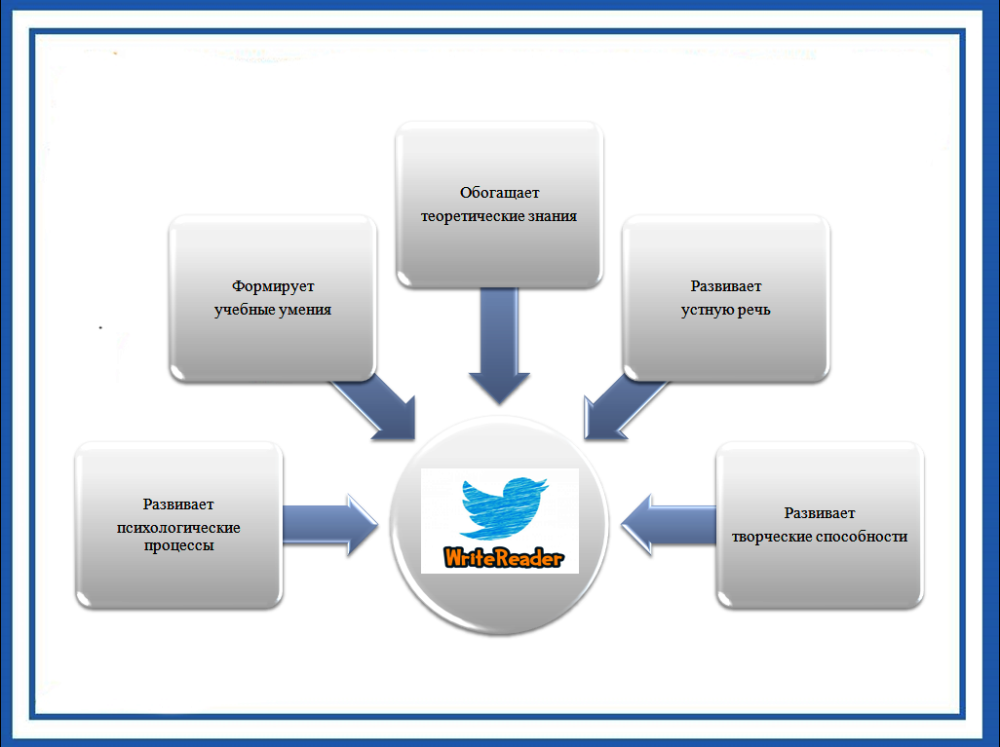 Обогащает
теоретические знания
Формирует
учебные умения
Развивает
устную речь
Развивает
психологические
процессы
Развивает
творческие способности
WriteReader